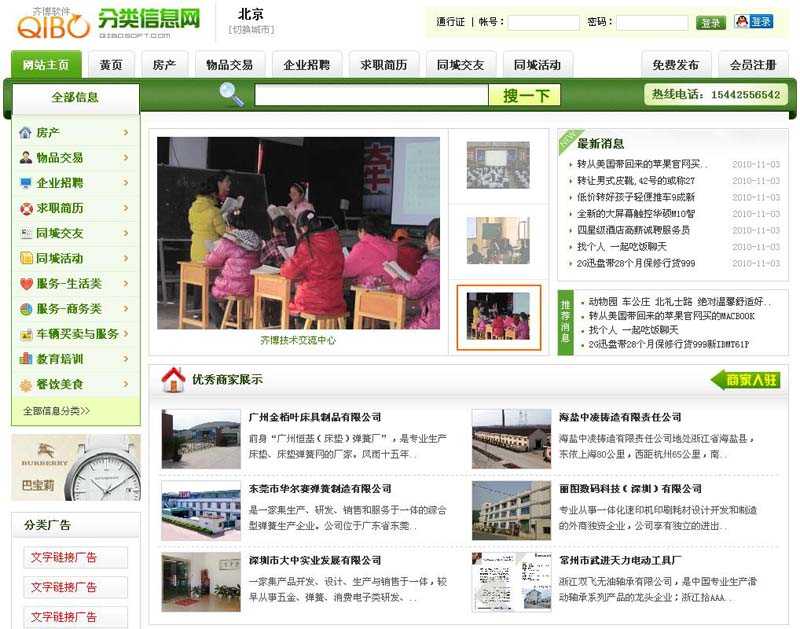 齐博软件
QIBO 分类信息网
QIBOSOFT.COM
北京
[切换城市]
通行证 | 帐号: 密码: 登录 登录
网站主页 黄页 房产 物品交易 企业招聘 求职简历 同城交友 同城活动 免费发布 会员注册
全部信息
搜一下
热线电话: 15442556542
房产
物品交易
企业招聘
求职简历
同城交友
同城活动
服务-生活类
服务-商务类
车辆买卖与服务
教育培训
餐饮美食
全部信息分类>>
BURBERRY
巴宝莉
分类广告
文字链接广告
文字链接广告
文字链接广告
齐博技术交流中心
NEW
最新消息
转从美国带回来的苹果官网买.. 2010-11-03
转让男式皮靴,42号的或称27 2010-11-03
低价转好孩子轻便推车9成新 2010-11-03
全新的大屏幕触控华硕M10智 2010-11-03
四星级酒店高薪诚聘服务员 2010-11-03
找个人 一起吃饭聊天 2010-11-03
2G迅盘带28个月保修行货999 2010-11-03
推荐消息
动物园 车公庄 北礼士路 绝对温馨舒适好..
转从美国带回来的苹果官网买的MACBOOK
找个人 一起吃饭聊天
2G迅盘带28个月保修行货999新IBMT61P
优秀商家展示
商家入驻
广州金栢叶床具制品有限公司
前身“广州恒基(床垫)弹簧厂”,是专业生产
床垫、床垫弹簧网的厂家。风雨十五年..
海盐中凌铸造有限责任公司
海盐中凌铸造有限责任公司地处浙江省海盐县,
东依上海80公里,西距杭州65公里,南..
东莞市华尔赛弹簧制造有限公司
是一家集生产、研发、销售和服务于一体的综合
型弹簧生产企业。公司位于广东省东莞..
丽图数码科技(深圳)有限公司
专业从事一体化速印机印刷耗材设计开发和制造
的外商独资企业,公司享有独立的进出..
深圳市大中实业发展有限公司
一家集产品开发、设计、生产与销售于一体,较
早从事五金、弹簧、消费电子类研发、..
常州市武进天力电动工具厂
浙江双飞无油轴承有限公司,是中国专业生产滑
动轴承系列产品的龙头企业;浙江拾AAA..